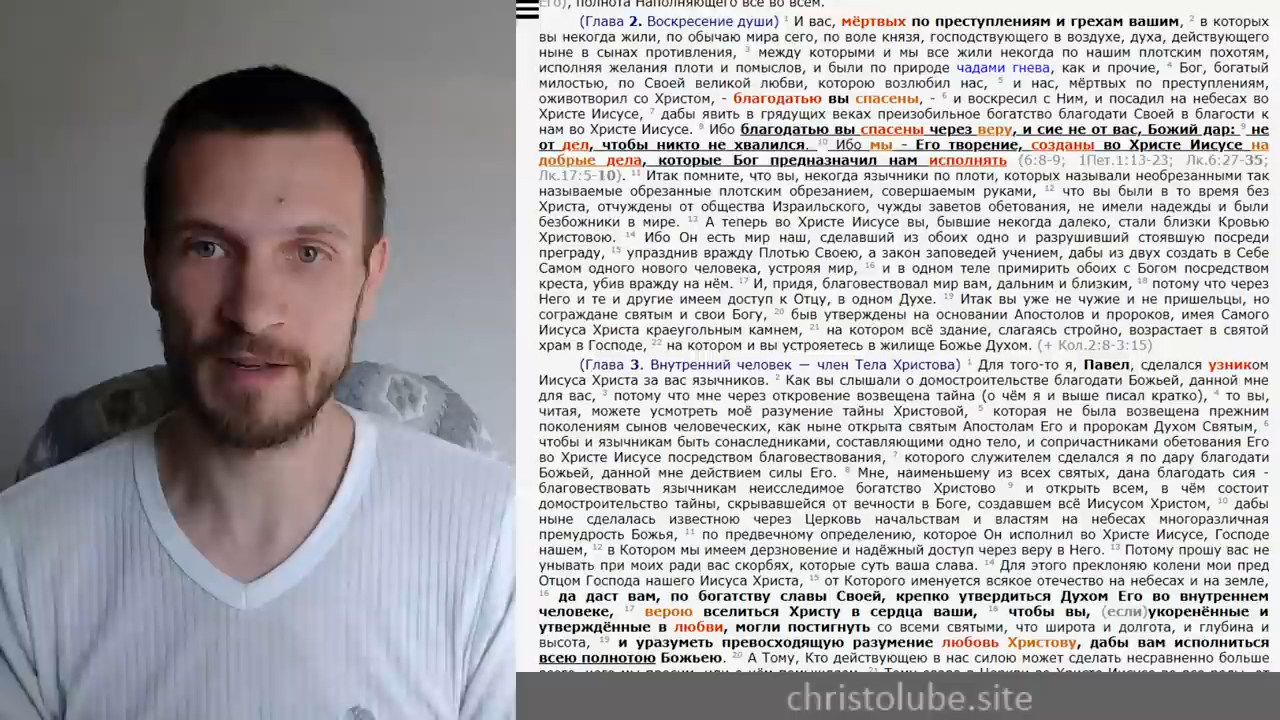 Его), полнота Наполняющего всё во всём.
(Глава 2. Воскресение души) 1 И вас, мёртвых по преступлениям и грехам вашим, 2 в которых
вы некогда жили, по обычаю мира сего, по воле князя, господствующего в воздухе, духа, действующего
ныне в сынах противления, 3 между которыми и мы все жили некогда по нашим плотским похотям,
исполняя желания плоти и помыслов, и были по природе чадами гнева, как и прочие, 4 Бог, богатый
милостью, по Своей великой любви, которою возлюбил нас, 5 и нас, мёртвых по преступлениям,
оживотворил со Христом, - благодатью вы спасены, - 6 и воскресил с Ним, и посадил на небесах во
Христе Иисусе, 7 дабы явить в грядущих веках преизобильное богатство благодати Своей в благости к
нам во Христе Иисусе. 8 Ибо благодатью вы спасены через веру, и сие не от вас, Божий дар: 9 не
от дел, чтобы никто не хвалился. 10 Ибо мы - Его творение, созданы во Христе Иисусе на
добрые дела, которые Бог предназначил нам исполнять (6:8-9; 1Пет.1:13-23; Лк.6:27-35;
Лк.17:5-10). 11 Итак помните, что вы, некогда язычники по плоти, которых называли необрезанными так
называемые обрезанные плотским обрезанием, совершаемым руками, 12 что вы были в то время без
Христа, отчуждены от общества Израильского, чужды заветов обетования, не имели надежды и были
безбожники в мире. 13 А теперь во Христе Иисусе вы, бывшие некогда далеко, стали близки Кровью
Христовою. 14 Ибо Он есть мир наш, сделавший из обоих одно и разрушивший стоявшую посреди
преграду, 15 упразднив вражду Плотью Своею, а закон заповедей учением, дабы из двух создать в Себе
Самом одного нового человека, устрояя мир, 16 и в одном теле примирить обоих с Богом посредством
креста, убив вражду на нём. 17 И, придя, благовествовал мир вам, дальним и близким, 18 потому что через
Него и те и другие имеем доступ к Отцу, в одном Духе. 19 Итак вы уже не чужие и не пришельцы, но
сограждане святым и свои Богу, 20 быв утверждены на основании Апостолов и пророков, имея Самого
Иисуса Христа краеугольным камнем, 21 на котором всё здание, слагаясь стройно, возрастает в святой
храм в Господе, 22 на котором и вы устрояетесь в жилище Божье Духом. (+ Кол.2:8-3:15)
(Глава 3. Внутренний человек — член Тела Христова) 1 Для того-то я, Павел, сделался узником
Иисуса Христа за вас язычников. 2 Как вы слышали о домостроительстве благодати Божьей, данной мне
для вас, 3 потому что мне через откровение возвещена тайна (о чём я и выше писал кратко), 4 то вы,
читая, можете усмотреть моё разумение тайны Христовой, 5 которая не была возвещена прежним
поколениям сынов человеческих, как ныне открыта святым Апостолам Его и пророкам Духом Святым, 6
чтобы и язычникам быть сонаследниками, составляющими одно тело, и сопричастниками обетования Его
во Христе Иисусе посредством благовествования, 7 которого служителем сделался я по дару благодати
Божьей, данной мне действием силы Его. 8 Мне, наименьшему из всех святых, дана благодать сия -
благовествовать язычникам неисследимое богатство Христово 9 и открыть всем, в чём состоит
домостроительство тайны, скрывавшейся от вечности в Боге, создавшем всё Иисусом Христом, 10 дабы
ныне сделалась известною через Церковь начальствам и властям на небесах многоразличная
премудрость Божья, 11 по предвечному определению, которое Он исполнил во Христе Иисусе, Господе
нашем, 12 в Котором мы имеем дерзновение и надёжный доступ через веру в Него. 13 Потому прошу вас не
унывать при моих ради вас скорбях, которые суть ваша слава. 14 Для этого преклоняю колени мои пред
Отцом Господа нашего Иисуса Христа, 15 от Которого именуется всякое отечество на небесах и на земле,
16 да даст вам, по богатству славы Своей, крепко утвердиться Духом Его во внутреннем
человеке, 17 верою вселиться Христу в сердца ваши, 18 чтобы вы, (если)укоренённые и
утверждённые в любви, могли постигнуть со всеми святыми, что широта и долгота, и глубина и
высота, 19 и уразуметь превосходящую разумение любовь Христову, дабы вам исполниться
всею полнотою Божьею. 20 А Тому, Кто действующею в нас силою может сделать несравненно больше
christolube.site